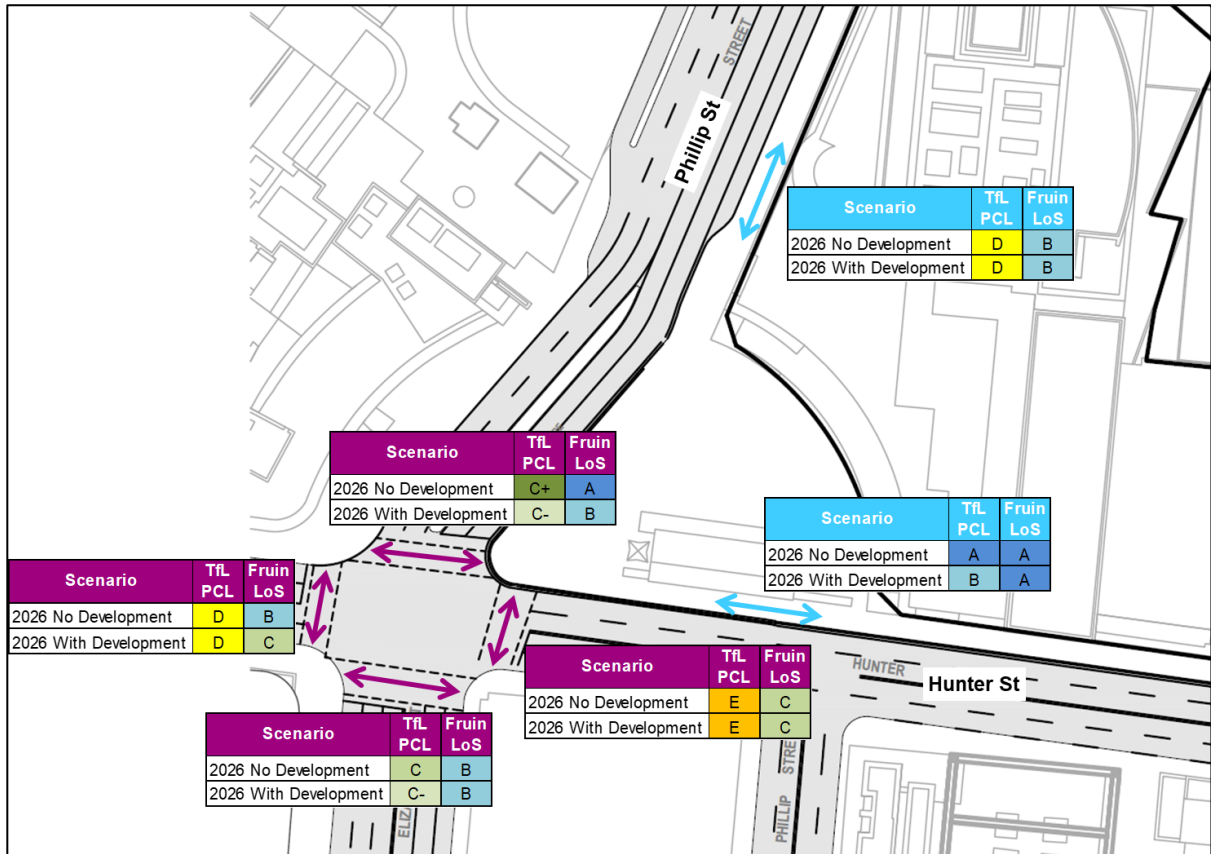 STREET
Phillip St
Scenario TfL PCL Fruin LoS
2026 No Development D B
2026 With Development D B
Scenario TfL PCL Fruin LoS
2026 No Development C+ A
2026 With Development C- B
Scenario TfL PCL Fruin LoS
2026 No Development A A
2026 With Development B A
Scenario TfL PCL Fruin LoS
2026 No Development D B
2026 With Development D C
Scenario TfL PCL Fruin LoS
2026 No Development E C
2026 With Development E C
HUNTER
Hunter St
Scenario TfL PCL Fruin LoS
2026 No Development C B
2026 With Development C- B
PHILLIP STREE